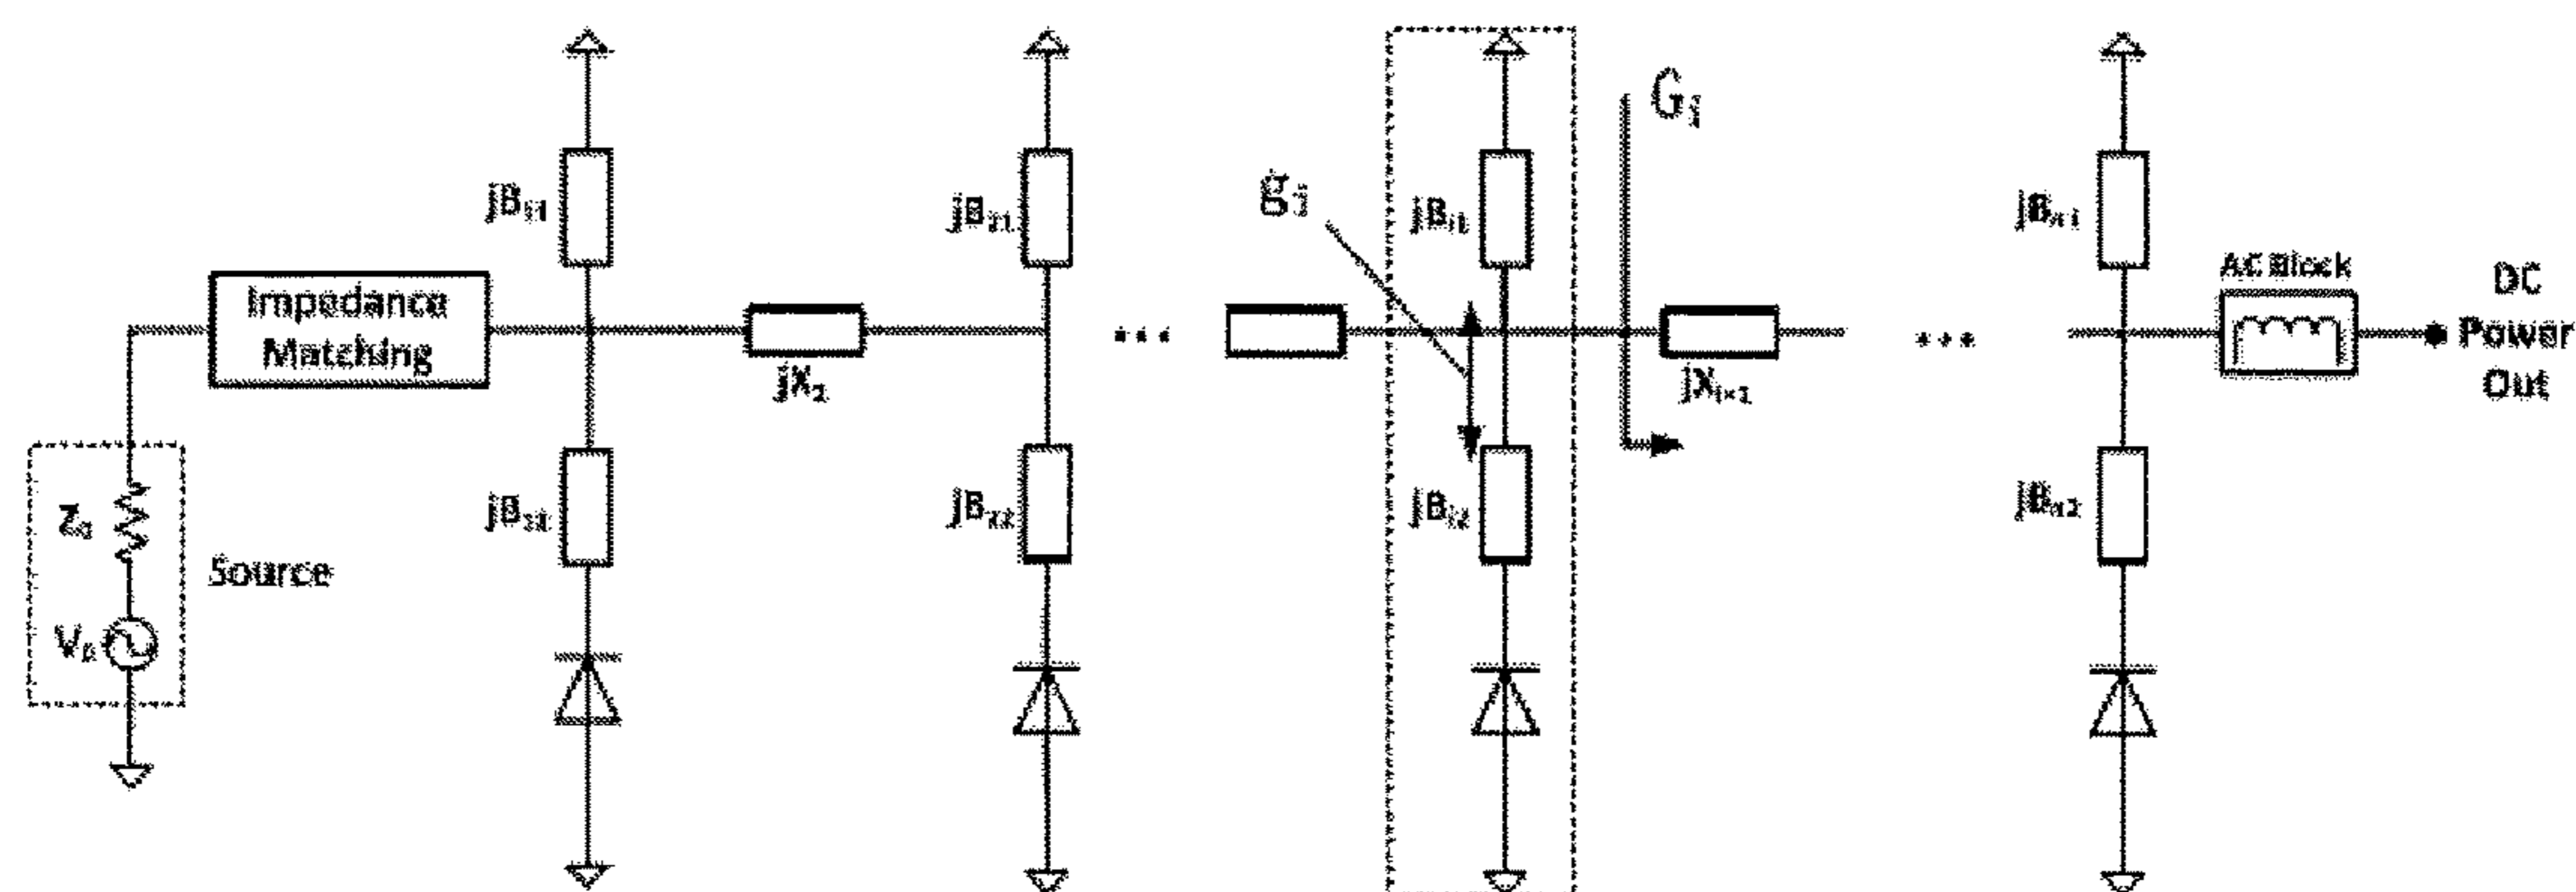 jB₁₁
Impedance
Matching
jX₂
Z₀
V₀
Source
jB₂₁
jB₂₂
...
gᵢ
jBᵢ₁
jBᵢ₂
Gᵢ
jXᵢ₊₁
...
jBₙ₁
jBₙ₂
AC Block
DC
Power
Out